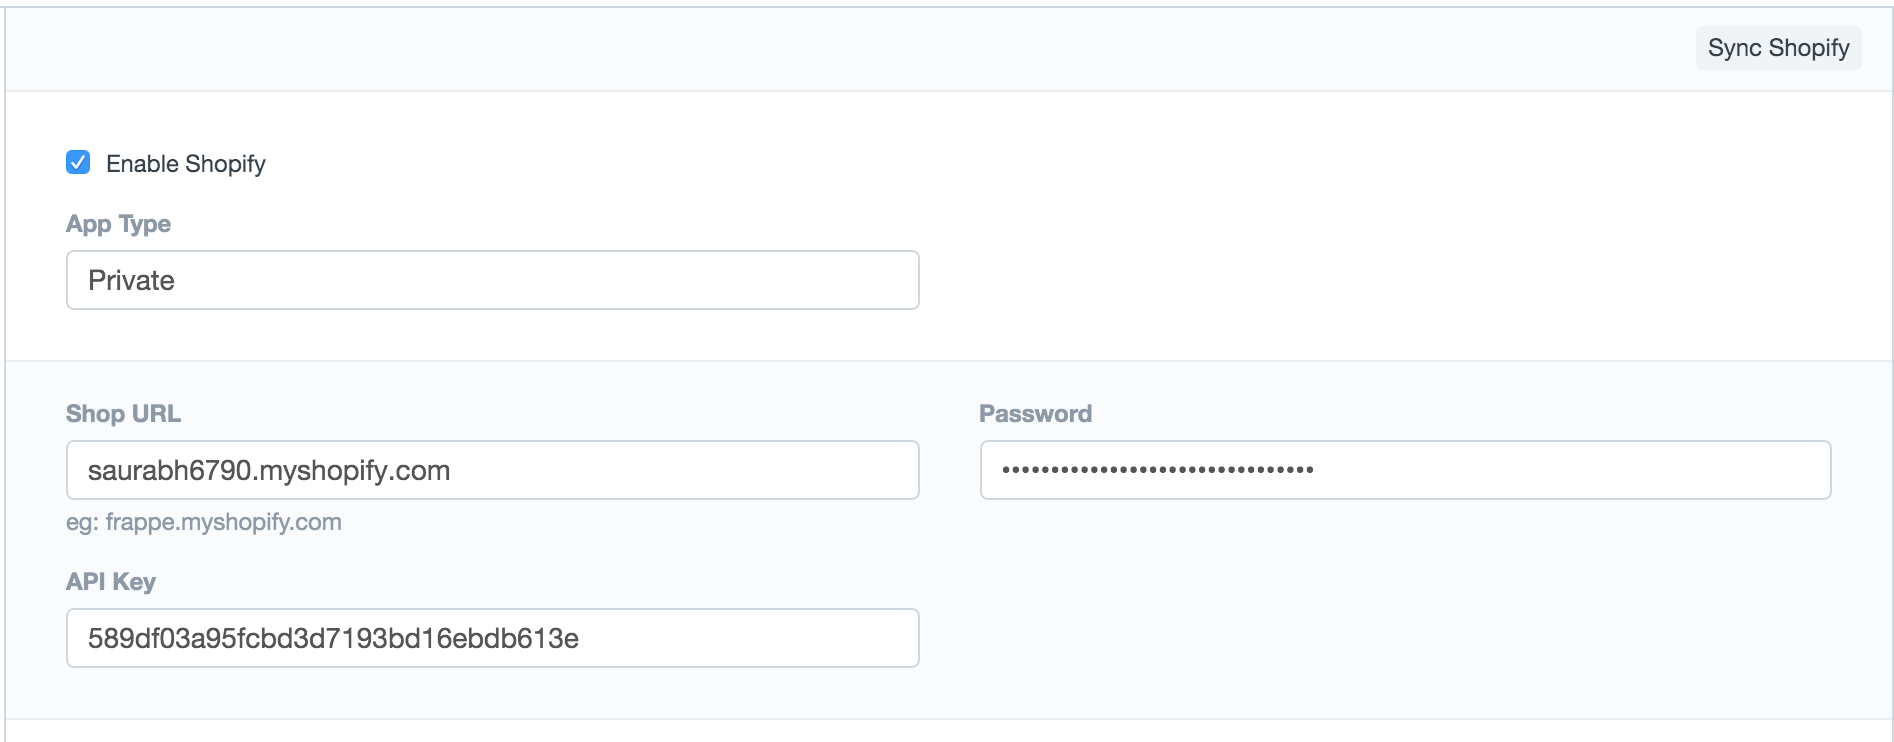 Sync Shopify
Enable Shopify
App Type
Private
Shop URL
Password
saurabh6790.myshopify.com
••••••••••••••••••••••••••••••••
eg: frappe.myshopify.com
API Key
589df03a95fcbd3d7193bd16ebdb613e